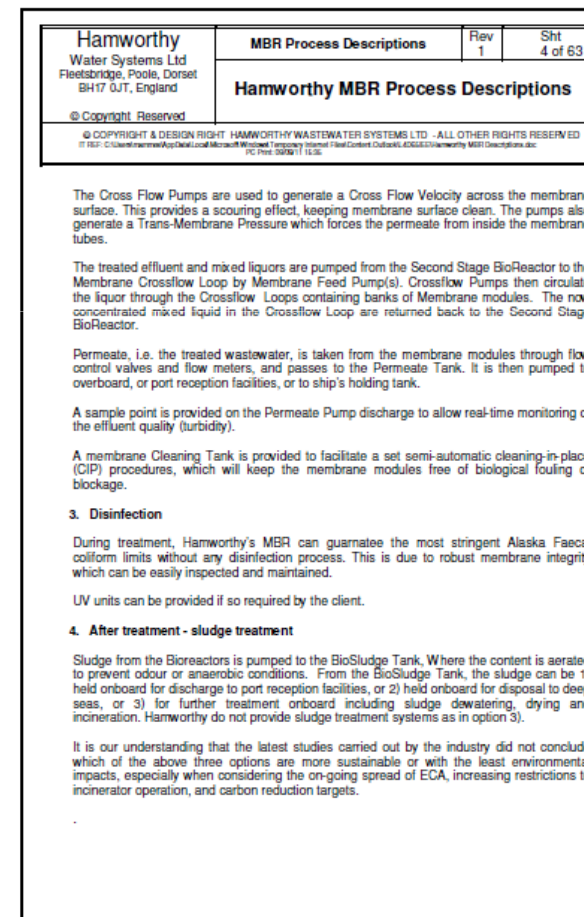 Hamworthy
Water Systems Ltd
Fleetsbridge, Poole, Dorset
BH17 0JT, England
© Copyright Reserved
MBR Process Descriptions
Rev
1
Sht
4 of 63
Hamworthy MBR Process Descriptions
© COPYRIGHT & DESIGN RIGHT HAMWORTHY WASTEWATER SYSTEMS LTD - ALL OTHER RIGHTS RESERVED
PC Print: 09/09/11 15:36
The Cross Flow Pumps are used to generate a Cross Flow Velocity across the membran
surface. This provides a scouring effect, keeping membrane surface clean. The pumps als
generate a Trans-Membrane Pressure which forces the permeate from inside the membran
tubes.
The treated effluent and mixed liquors are pumped from the Second Stage BioReactor to th
Membrane Crossflow Loop by Membrane Feed Pump(s). Crossflow Pumps then circulat
the liquor through the Crossflow Loops containing banks of Membrane modules. The now
concentrated mixed liquid in the Crossflow Loop are returned back to the Second Stag
BioReactor.
Permeate, i.e. the treated wastewater, is taken from the membrane modules through flow
control valves and flow meters, and passes to the Permeate Tank. It is then pumped t
overboard, or port reception facilities, or to ship's holding tank.
A sample point is provided on the Permeate Pump discharge to allow real-time monitoring o
the effluent quality (turbidity).
A membrane Cleaning Tank is provided to facilitate a set semi-automatic cleaning-in-plac
(CIP) procedures, which will keep the membrane modules free of biological fouling o
blockage.
3. Disinfection
During treatment, Hamworthy's MBR can guarnatee the most stringent Alaska Faeca
coliform limits without any disinfection process. This is due to robust membrane integrit
which can be easily inspected and maintained.
UV units can be provided if so required by the client.
4. After treatment - sludge treatment
Sludge from the Bioreactors is pumped to the BioSludge Tank, Where the content is aerate
to prevent odour or anaerobic conditions. From the BioSludge Tank, the sludge can be 1
held onboard for discharge to port reception facilities, or 2) held onboard for disposal to dee
seas, or 3) for further treatment onboard including sludge dewatering, drying an
incineration. Hamworthy do not provide sludge treatment systems as in option 3).
It is our understanding that the latest studies carried out by the industry did not conclud
which of the above three options are more sustainable or with the least environmenta
impacts, especially when considering the on-going spread of ECA, increasing restrictions t
incinerator operation, and carbon reduction targets.
.